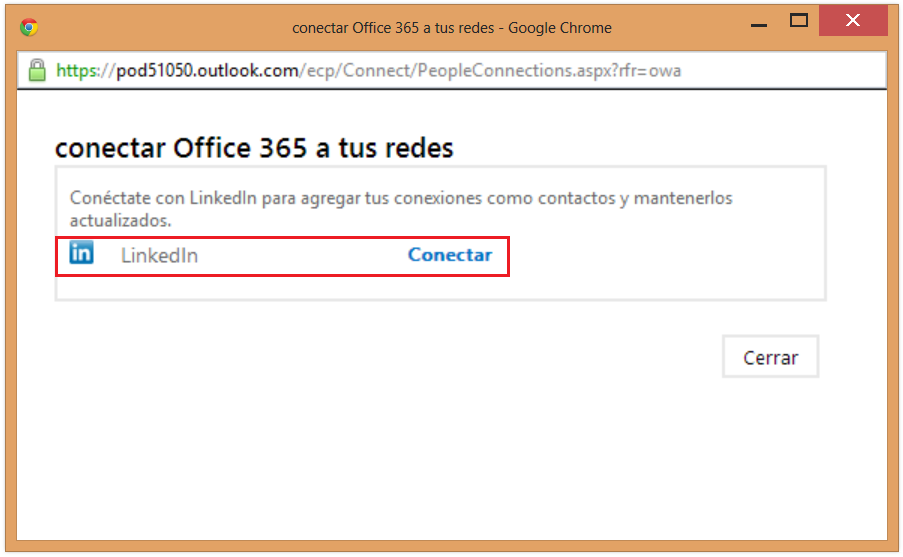 conectar Office 365 a tus redes - Google Chrome
https://pod51050.outlook.com/ecp/Connect/PeopleConnections.aspx?rfr=owa
conectar Office 365 a tus redes
Conéctate con LinkedIn para agregar tus conexiones como contactos y mantenerlos
actualizados.
in LinkedIn Conectar
Cerrar